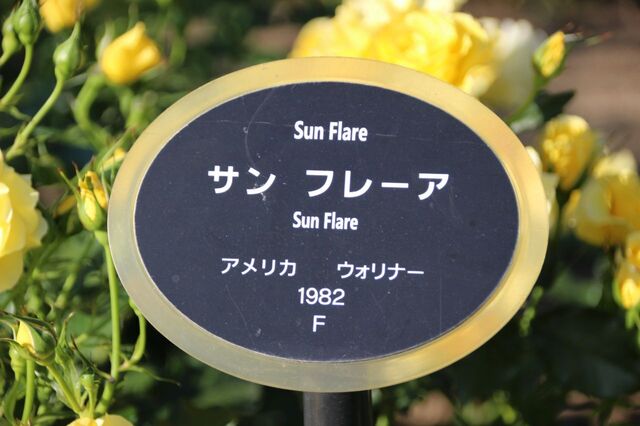 Sun Flare
サン フレーア
Sun Flare
アメリカ ウォリナー
1982
F